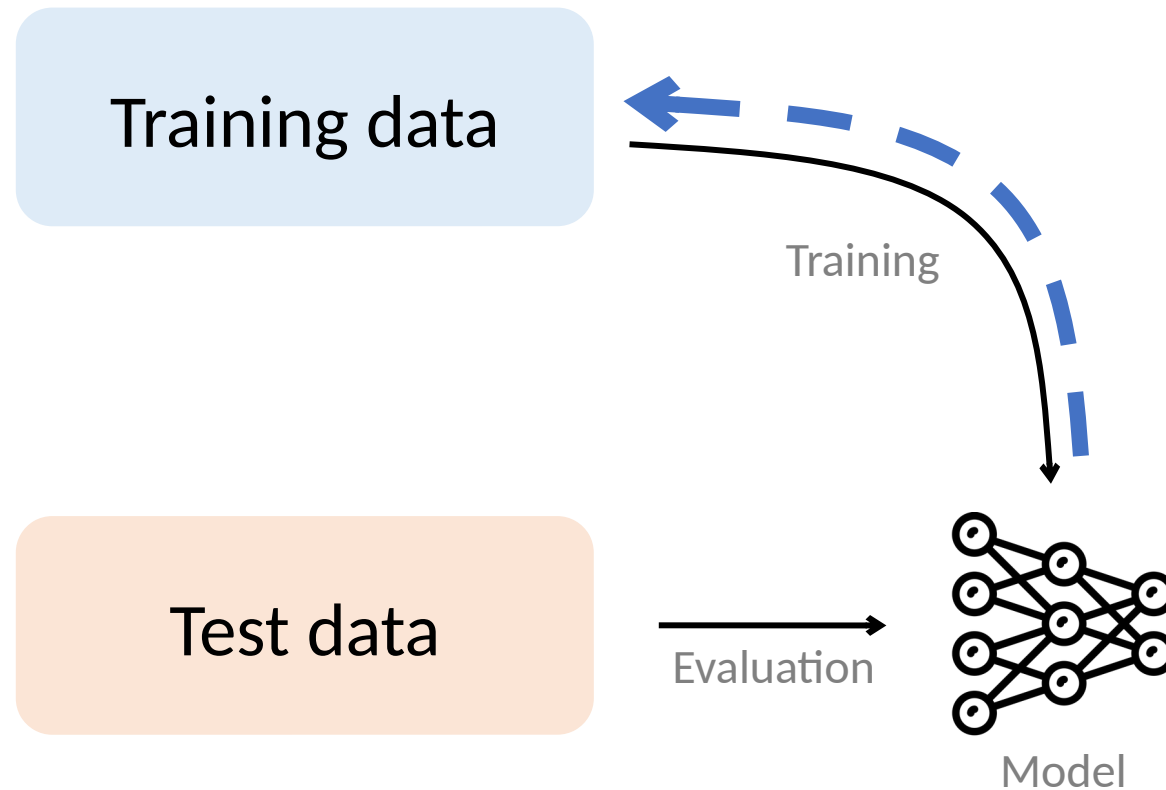 Training data
Training
Test data
Evaluation
Model